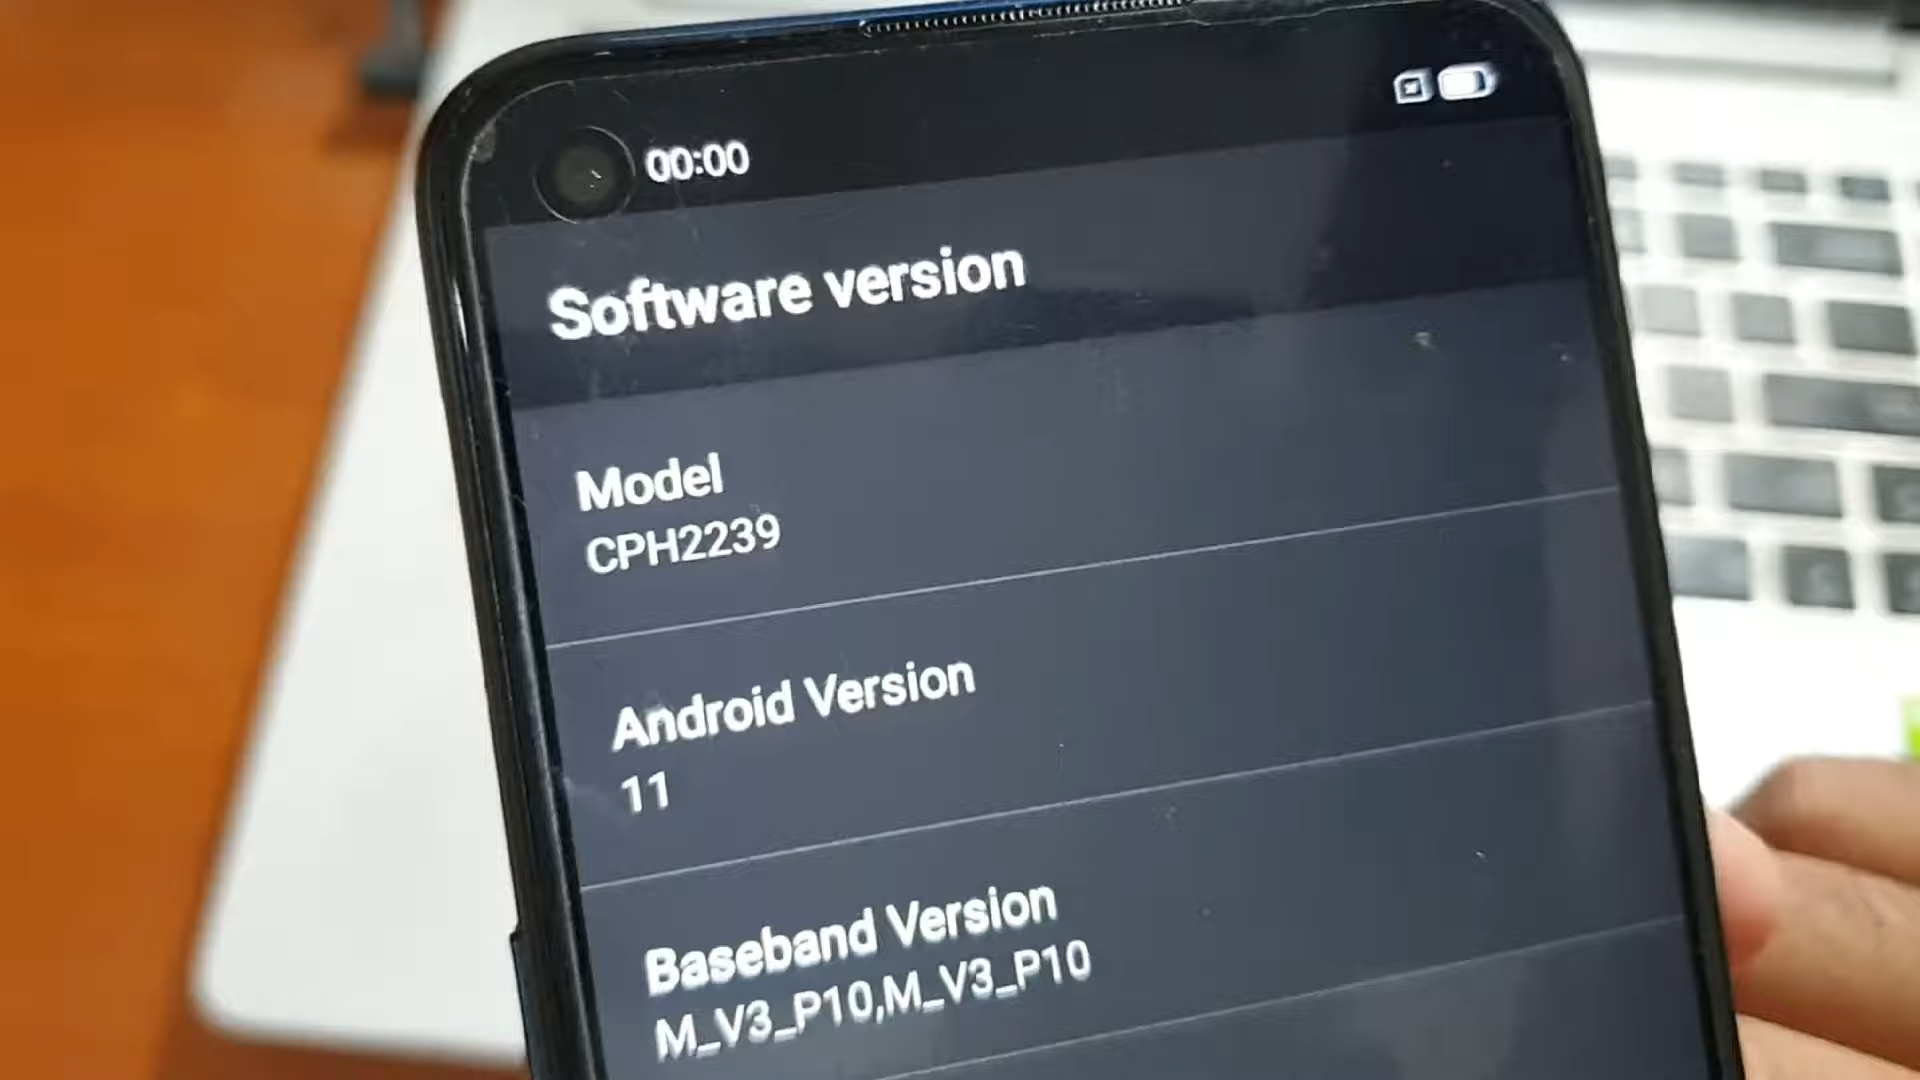 00:00
Software version
Model
CPH2239
Android Version
11
Baseband Version
M_V3_P10,M_V3_P10